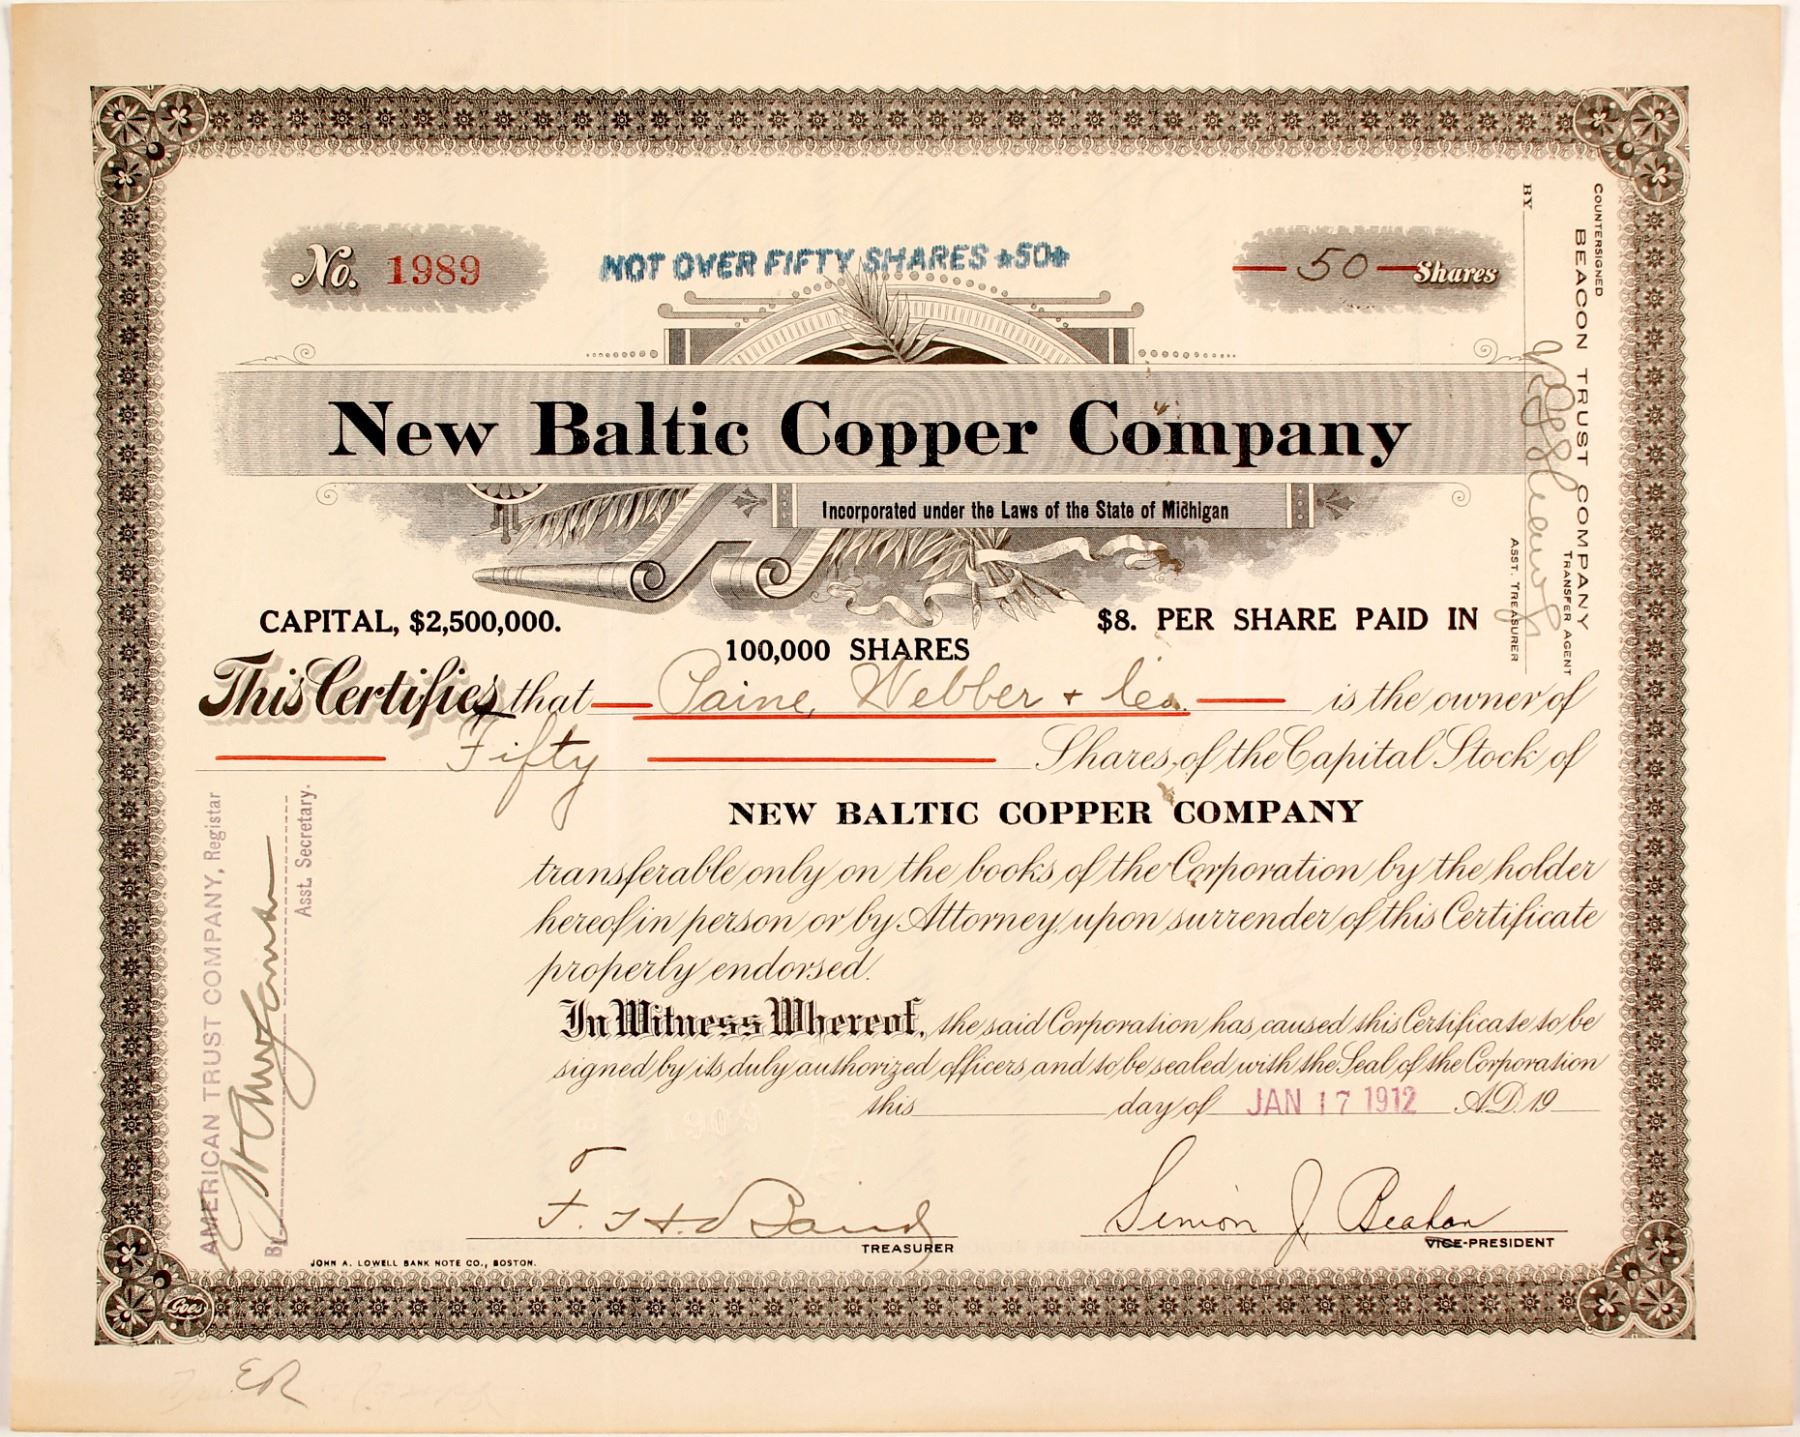 No. 1989
NOT OVER FIFTY SHARES *50*
50 Shares
COUNTERSIGNED
BEACON TRUST COMPANY
TRANSFER AGENT
BY
ASST. TREASURER
New Baltic Copper Company
Incorporated under the Laws of the State of Michigan
CAPITAL, $2,500,000.
100,000 SHARES
$8. PER SHARE PAID IN
This Certifies that Paine, Webber + Co. is the owner of
Fifty Shares of the Capital Stock of
NEW BALTIC COPPER COMPANY
transferable only on the books of the Corporation by the holder
hereof in person or by Attorney upon surrender of this Certificate
properly endorsed.
In Witness Whereof, the said Corporation has caused this Certificate to be
signed by its duly authorized officers and to be sealed with the Seal of the Corporation
this day of JAN 17 1912 A.D. 19
AMERICAN TRUST COMPANY, Registar
By
Asst. Secretary.
TREASURER
Simon J. Beahan
VICE-PRESIDENT
JOHN A. LOWELL BANK NOTE CO., BOSTON.
Goes
ER